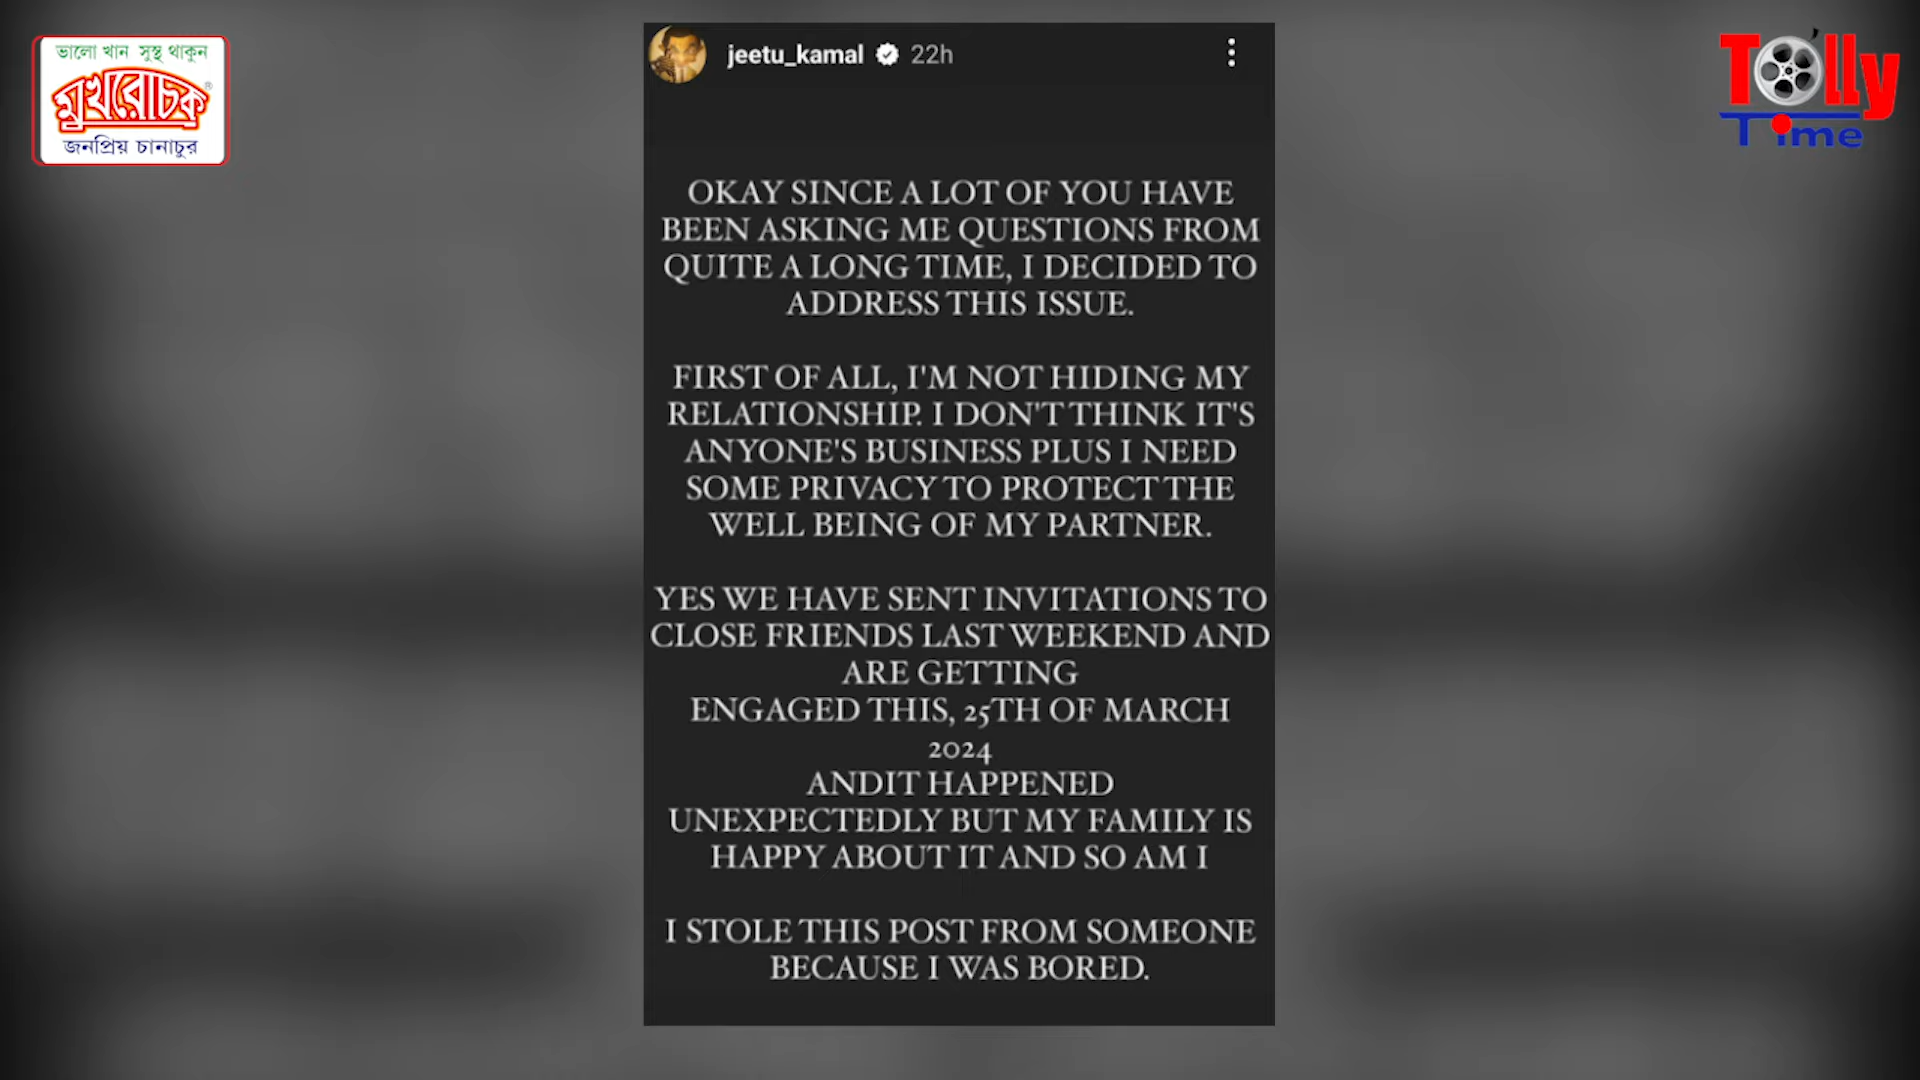 ভালো খান সুস্থ থাকুন
মুখরোচক
জনপ্রিয় চানাচুর
Tolly
Time
jeetu_kamal 22h
OKAY SINCE A LOT OF YOU HAVE
BEEN ASKING ME QUESTIONS FROM
QUITE A LONG TIME, I DECIDED TO
ADDRESS THIS ISSUE.
FIRST OF ALL, I'M NOT HIDING MY
RELATIONSHIP. I DON'T THINK IT'S
ANYONE'S BUSINESS PLUS I NEED
SOME PRIVACY TO PROTECT THE
WELL BEING OF MY PARTNER.
YES WE HAVE SENT INVITATIONS TO
CLOSE FRIENDS LAST WEEKEND AND
ARE GETTING
ENGAGED THIS, 25TH OF MARCH
2024
ANDIT HAPPENED
UNEXPECTEDLY BUT MY FAMILY IS
HAPPY ABOUT IT AND SO AM I
I STOLE THIS POST FROM SOMEONE
BECAUSE I WAS BORED.